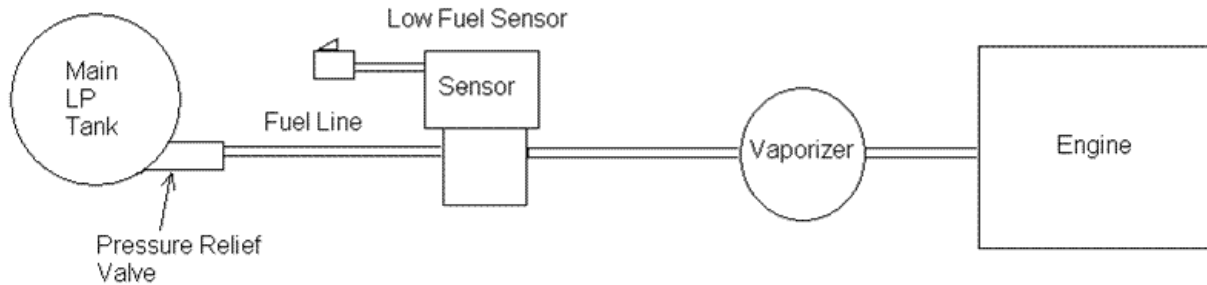 Low Fuel Sensor
Main
LP
Tank
Sensor
Fuel Line
Vaporizer
Engine
Pressure Relief
Valve